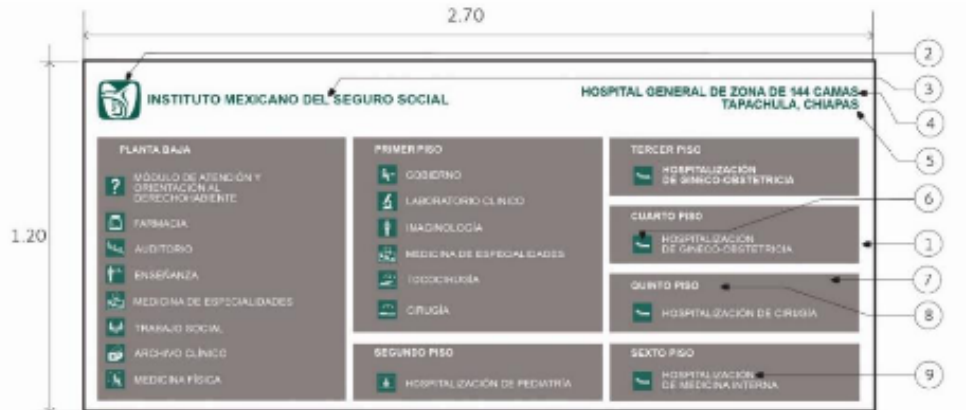 2.70
2
INSTITUTO MEXICANO DEL SEGURO SOCIAL
HOSPITAL GENERAL DE ZONA DE 144 CAMAS
TAPACHULA, CHIAPAS
3
4
5
6
1
7
8
9
1.20
PLANTA BAJA
MÓDULO DE ATENCIÓN Y
ORIENTACIÓN AL
DERECHOHABIENTE
FARMACIA
AUDITORIO
ENSEÑANZA
MEDICINA DE ESPECIALIDADES
TRABAJO SOCIAL
ARCHIVO CLÍNICO
MEDICINA FÍSICA
PRIMER PISO
GOBIERNO
LABORATORIO CLINICO
IMAGINOLOGÍA
MEDICINA DE ESPECIALIDADES
TOCOCIRUGÍA
CIRUGÍA
SEGUNDO PISO
HOSPITALIZACIÓN DE PEDIATRÍA
TERCER PISO
HOSPITALIZACIÓN
DE GINECO-OBSTETRICIA
CUARTO PISO
HOSPITALIZACIÓN
DE GINECO-OBSTETRICIA
QUINTO PISO
HOSPITALIZACIÓN DE CIRUGÍA
SEXTO PISO
HOSPITALIZACIÓN
DE MEDICINA INTERNA